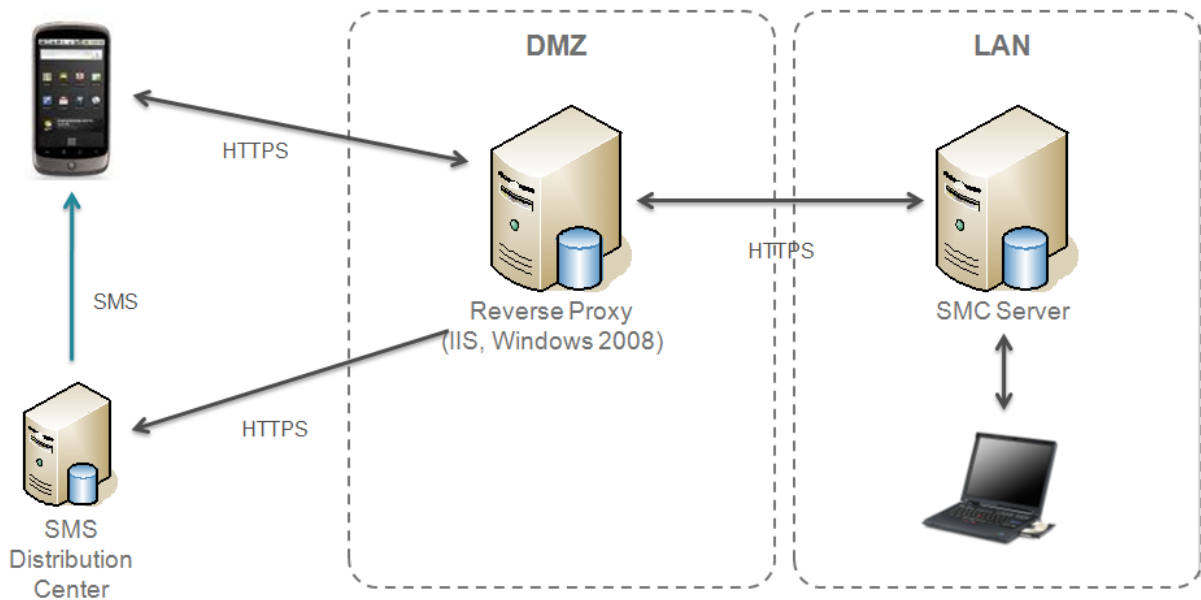 DMZ
LAN
HTTPS
HTTPS
SMS
Reverse Proxy
(IIS, Windows 2008)
SMC Server
HTTPS
SMS
Distribution
Center